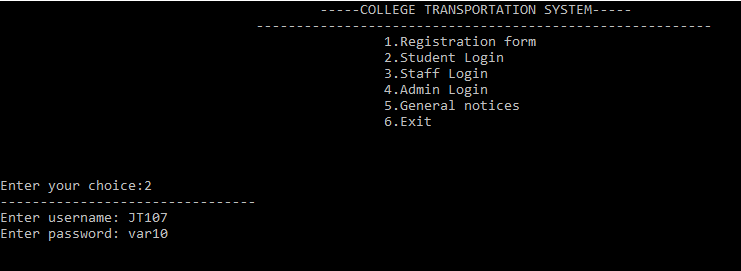 -----COLLEGE TRANSPORTATION SYSTEM-----
---------------------------------------------------------
1.Registration form
2.Student Login
3.Staff Login
4.Admin Login
5.General notices
6.Exit
Enter your choice:2
--------------------------------
Enter username: JT107
Enter password: var10